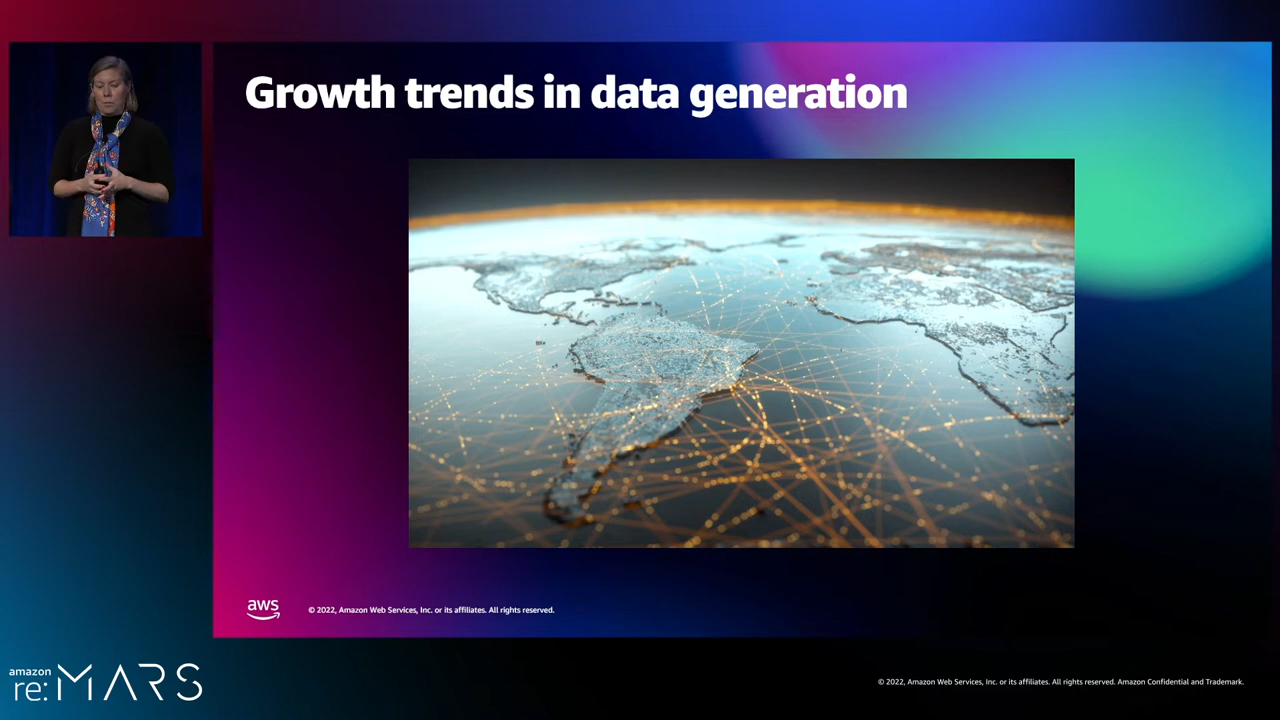 Growth trends in data generation
aws
© 2022, Amazon Web Services, Inc. or its affiliates. All rights reserved.
amazon
re:MARS
© 2022, Amazon Web Services, Inc. or its affiliates. All rights reserved. Amazon Confidential and Trademark.